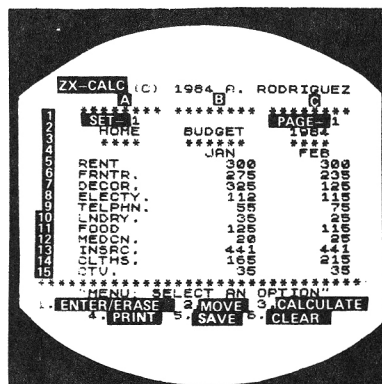 ZX-CALC (C) 1984 A. RODRIGUEZ
A B C
1 ********* ********* *********
2 SET-1 PAGE-1
3 HOME BUDGET 1984
4 **** ****** ****
JAN FEB
5 RENT 300 300
6 FRNTR. 275 235
7 DECOR. 325 125
8 ELECTY. 112 115
9 TELPHN. 55 75
10 LNDRY. 35 25
11 FOOD 125 115
12 MEDCN. 20 25
13 INSRC. 441 441
14 CLTHS. 165 215
15 CTV. 35 35
******************************
"MENU: SELECT AN OPTION"
1. ENTER/ERASE 2. MOVE 3. CALCULATE
4. PRINT 5. SAVE 6. CLEAR